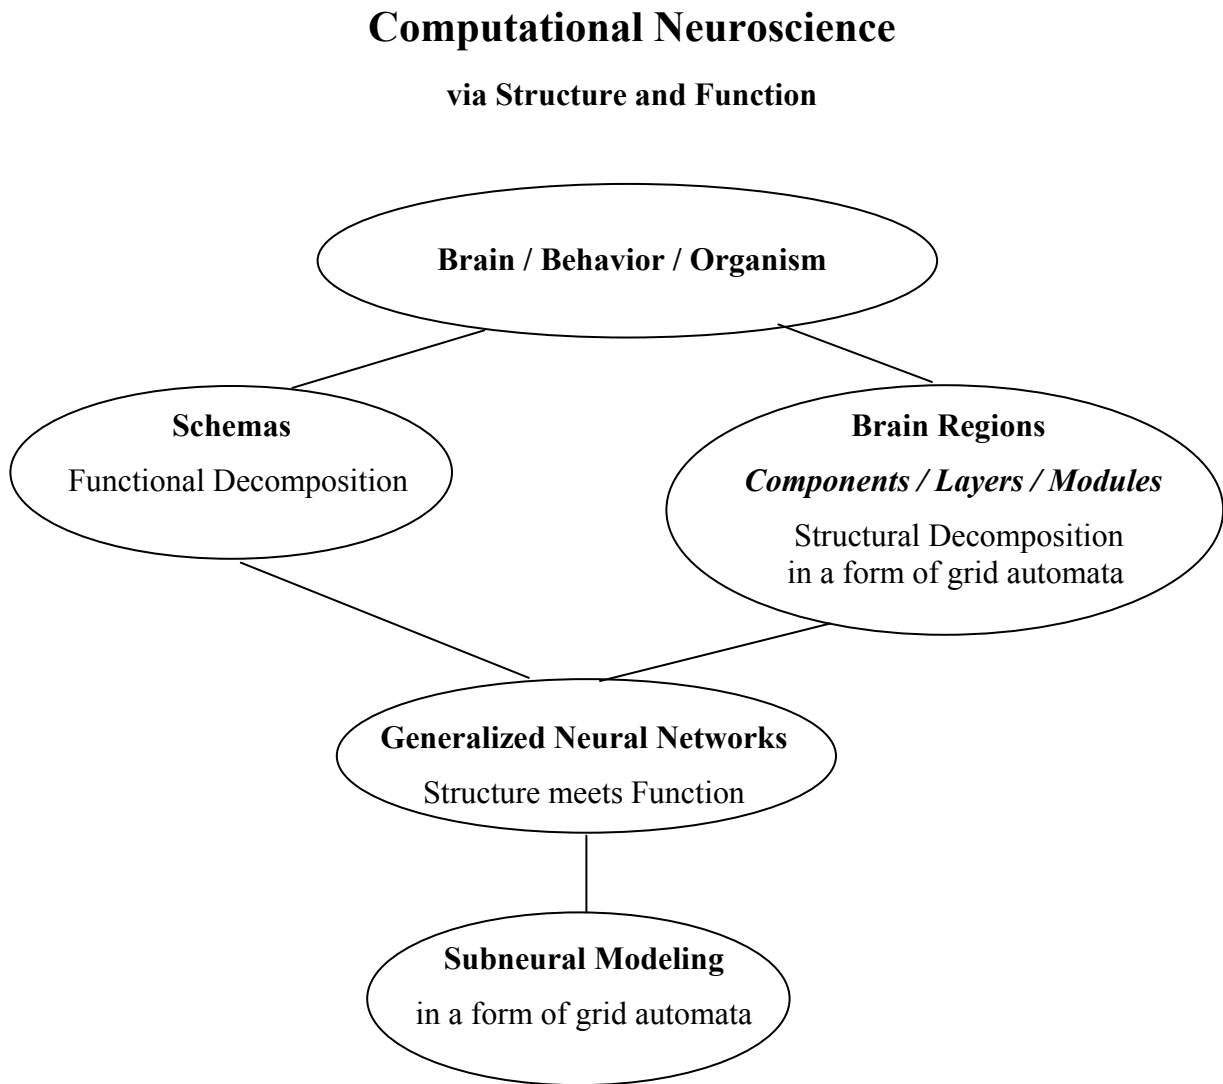 Computational Neuroscience
via Structure and Function
Brain / Behavior / Organism
Schemas
Functional Decomposition
Brain Regions
Components / Layers / Modules
Structural Decomposition
in a form of grid automata
Generalized Neural Networks
Structure meets Function
Subneural Modeling
in a form of grid automata